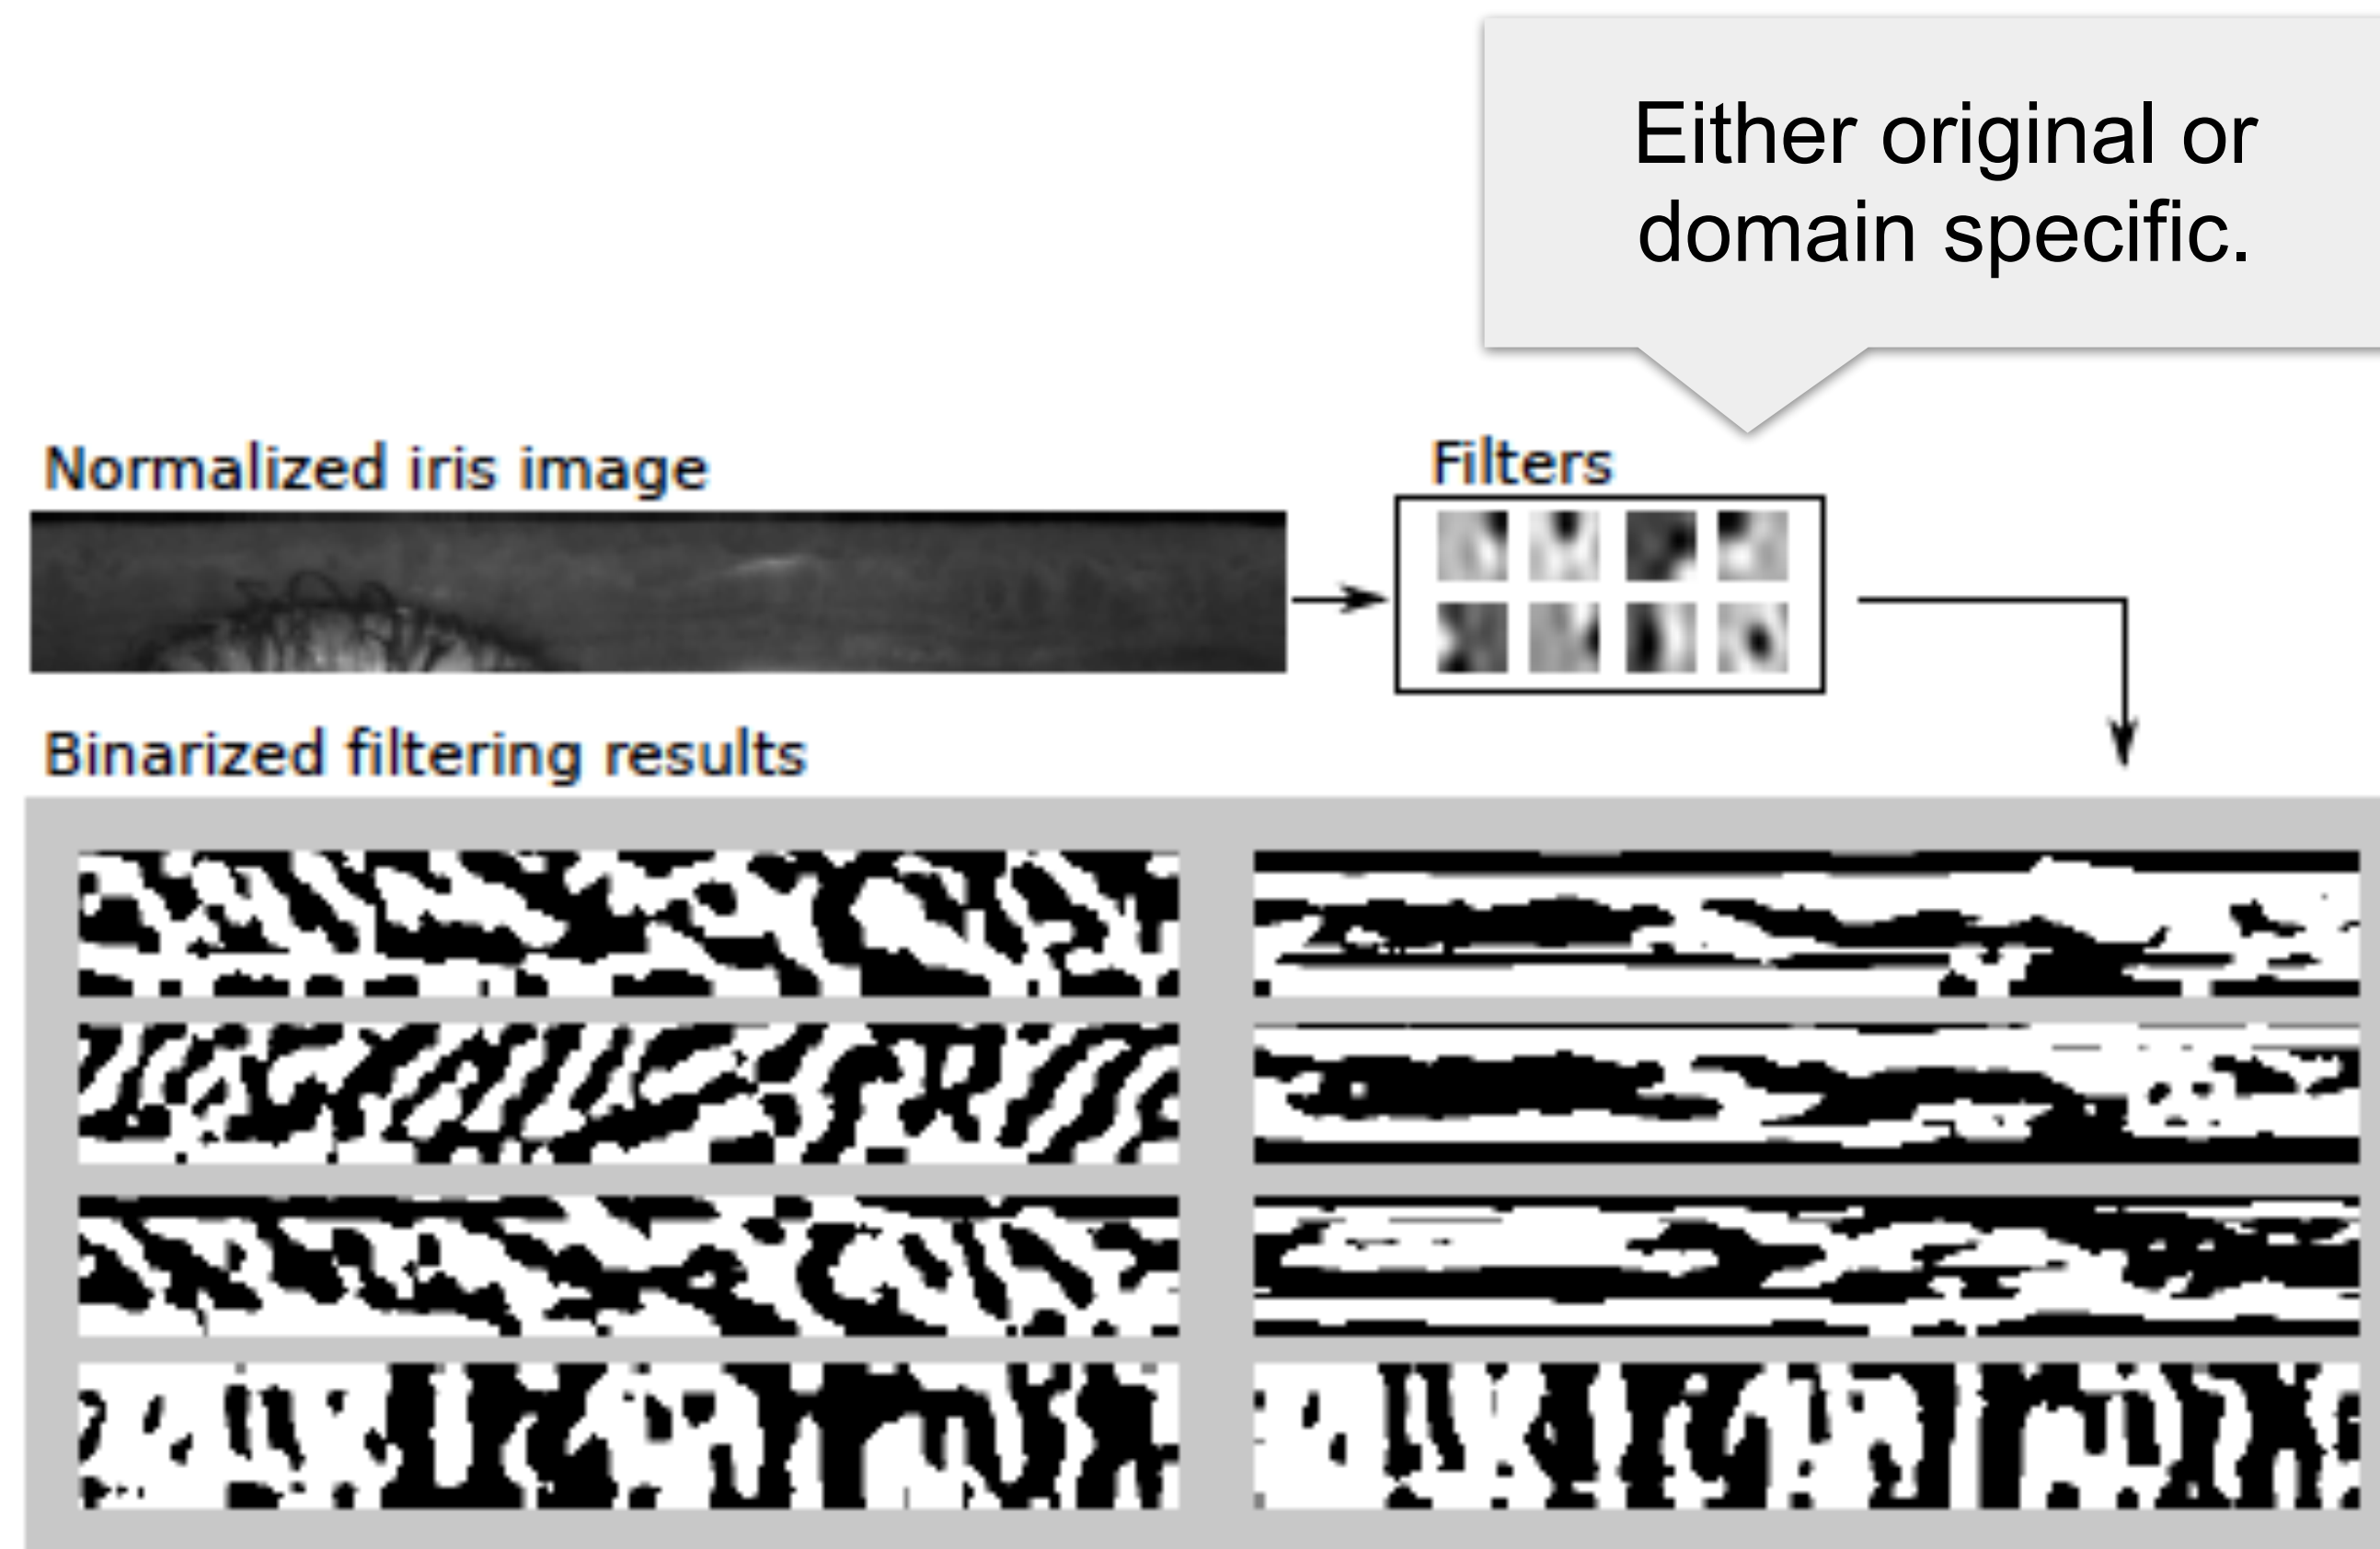 Either original or
domain specific.
Normalized iris image
Filters
Binarized filtering results